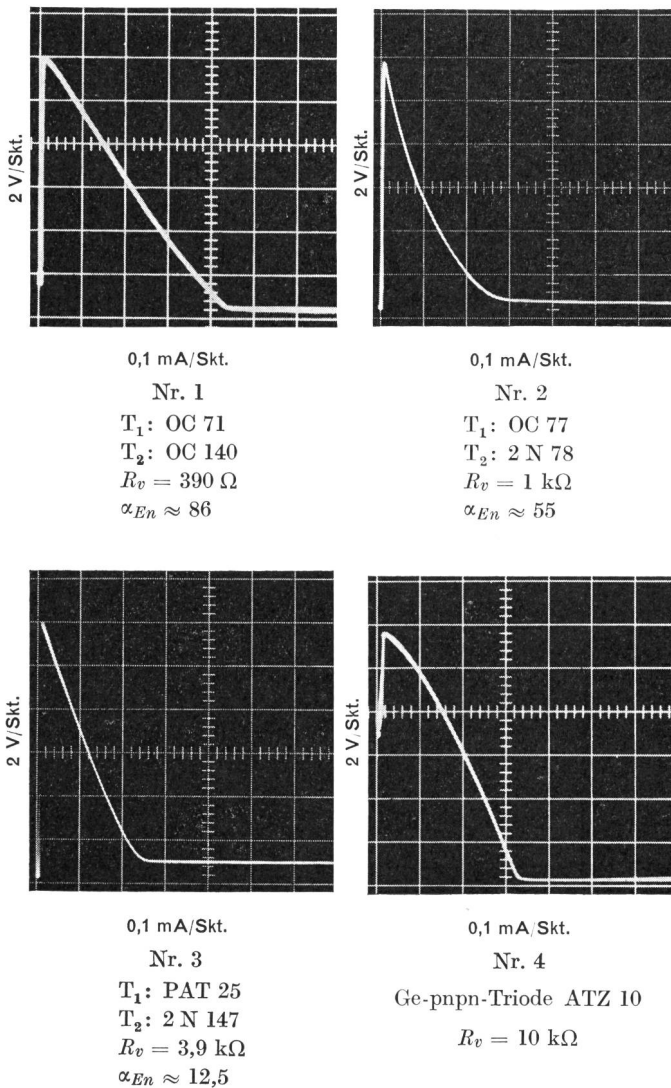 2 V/Skt.
0,1 mA/Skt.
Nr. 1
T₁: OC 71
T₂: OC 140
Rᵥ = 390 Ω
α_En ≈ 86
2 V/Skt.
0,1 mA/Skt.
Nr. 2
T₁: OC 77
T₂: 2 N 78
Rᵥ = 1 kΩ
α_En ≈ 55
2 V/Skt.
0,1 mA/Skt.
Nr. 3
T₁: PAT 25
T₂: 2 N 147
Rᵥ = 3,9 kΩ
α_En ≈ 12,5
2 V/Skt.
0,1 mA/Skt.
Nr. 4
Ge-pnpn-Triode ATZ 10
Rᵥ = 10 kΩ